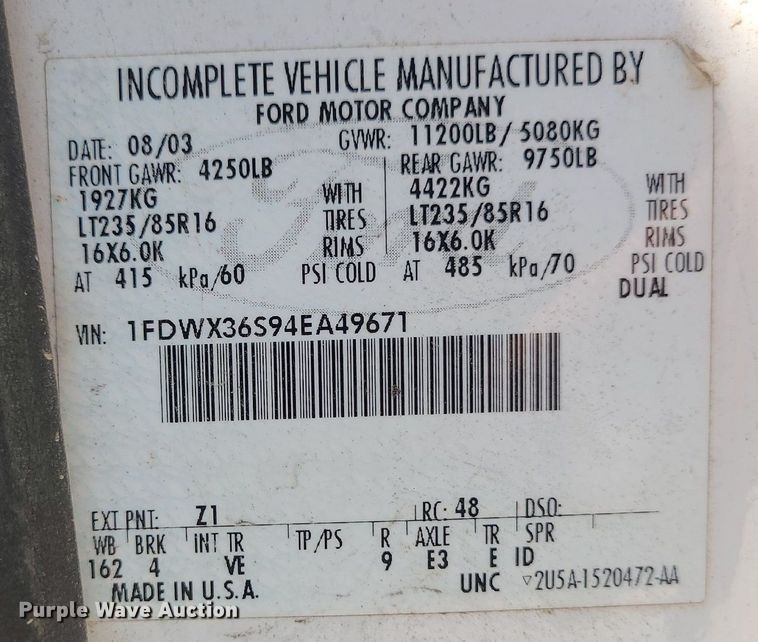 INCOMPLETE VEHICLE MANUFACTURED BY
FORD MOTOR COMPANY
DATE: 08/03 GVWR: 11200LB/ 5080KG
FRONT GAWR: 4250LB REAR GAWR: 9750LB
1927KG WITH 4422KG WITH
LT235/85R16 TIRES LT235/85R16 TIRES
16X6.0K RIMS 16X6.0K RIMS
AT 415 kPa/60 PSI COLD AT 485 kPa/70 PSI COLD
DUAL
VIN: 1FDWX36S94EA49671
EXT PNT: Z1 RC: 48 DSO:
WB BRK INT TR TP/PS R AXLE TR SPR
162 4 VE 9 E3 E ID
MADE IN U.S.A. UNC ▽2U5A-1520472-AA
Purple Wave Auction
Ford